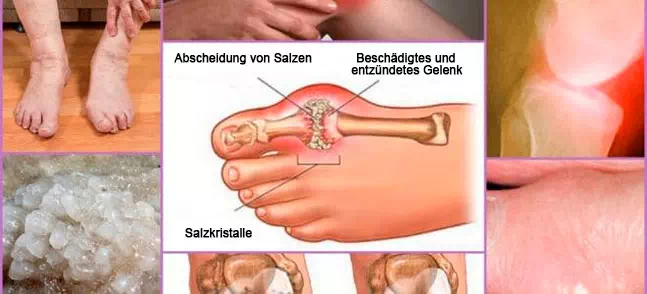 Abscheidung von Salzen
Beschädigtes und
entzündetes Gelenk
Salzkristalle